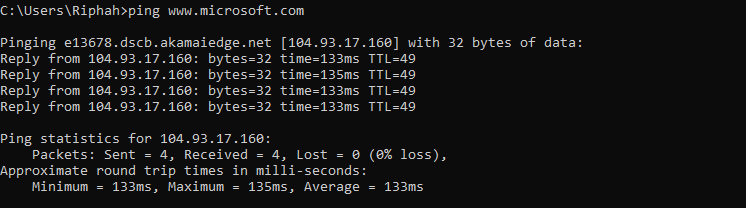 C:\Users\Riphah>ping www.microsoft.com
Pinging e13678.dscb.akamaiedge.net [104.93.17.160] with 32 bytes of data:
Reply from 104.93.17.160: bytes=32 time=133ms TTL=49
Reply from 104.93.17.160: bytes=32 time=135ms TTL=49
Reply from 104.93.17.160: bytes=32 time=133ms TTL=49
Reply from 104.93.17.160: bytes=32 time=133ms TTL=49
Ping statistics for 104.93.17.160:
Packets: Sent = 4, Received = 4, Lost = 0 (0% loss),
Approximate round trip times in milli-seconds:
Minimum = 133ms, Maximum = 135ms, Average = 133ms